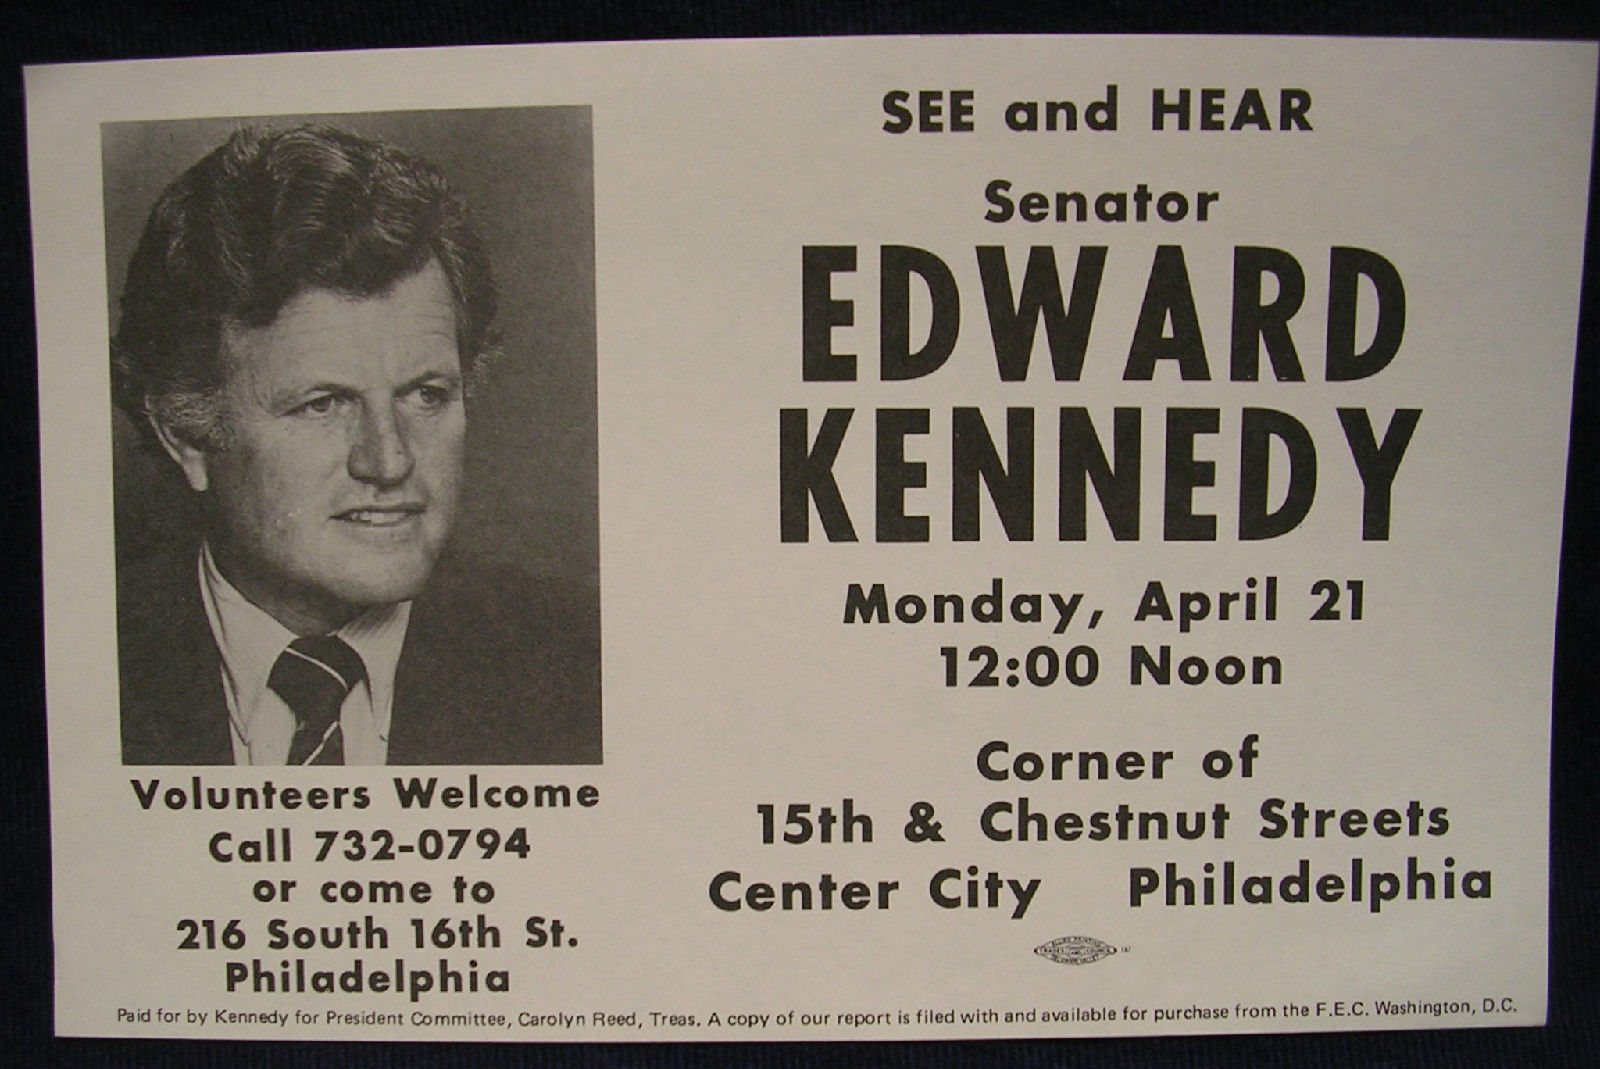 SEE and HEAR
Senator
EDWARD
KENNEDY
Monday, April 21
12:00 Noon
Corner of
15th & Chestnut Streets
Center City Philadelphia
Volunteers Welcome
Call 732-0794
or come to
216 South 16th St.
Philadelphia
Paid for by Kennedy for President Committee, Carolyn Reed, Treas. A copy of our report is filed with and available for purchase from the F.E.C. Washington, D.C.